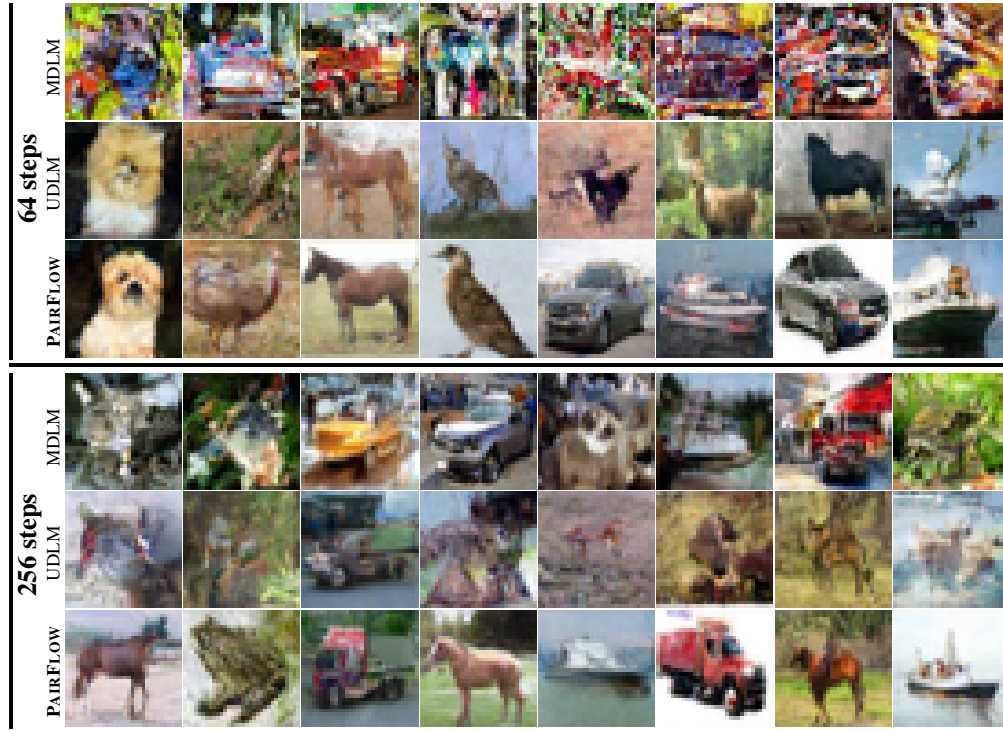 64 steps
MDLM
UDLM
PAIRFLOW
256 steps
MDLM
UDLM
PAIRFLOW